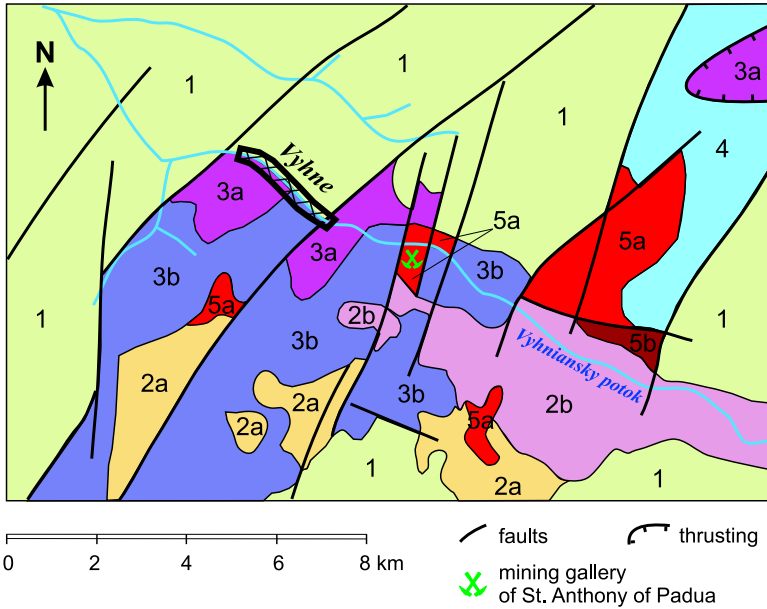 N
1
1
3a
Vyhne
1
4
3a
5a
5a
3a
3b
3b
5a
1
2b
1
5b
3b
2a
Vyhniansky potok
3b
2a
2b
2a
5a
1
2a
1
0 2 4 6 8 km
faults
thrusting
mining gallery
of St. Anthony of Padua